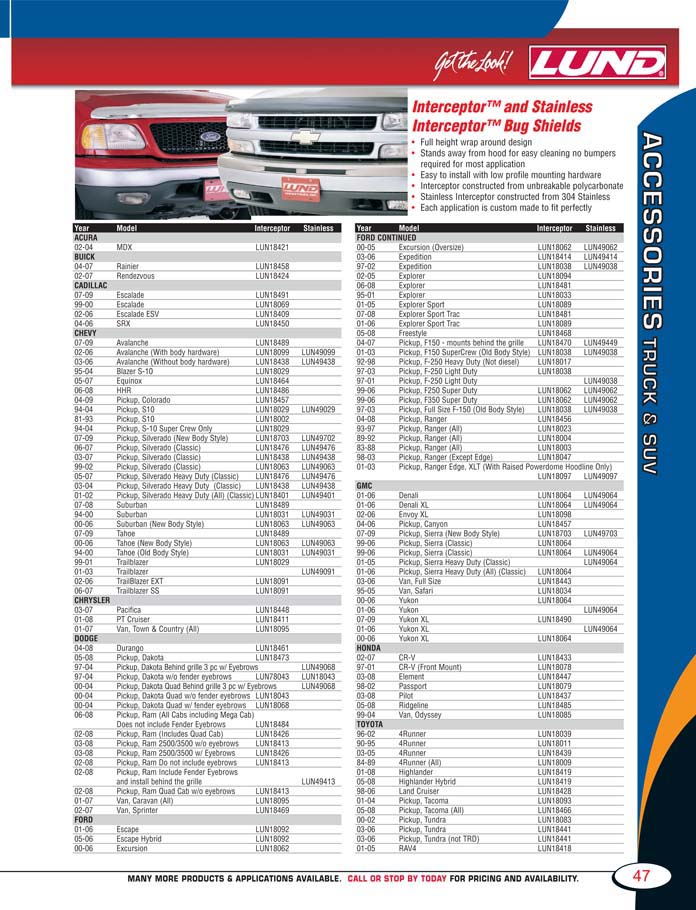 Get the Look!
LUND
Interceptor™ and Stainless
Interceptor™ Bug Shields
• Full height wrap around design
• Stands away from hood for easy cleaning no bumpers
required for most application
• Easy to install with low profile mounting hardware
• Interceptor constructed from unbreakable polycarbonate
• Stainless Interceptor constructed from 304 Stainless
• Each application is custom made to fit perfectly
ACCESSORIES TRUCK & SUV
Year Model Interceptor Stainless
ACURA
02-04 MDX LUN18421
BUICK
04-07 Rainier LUN18458
02-07 Rendezvous LUN18424
CADILLAC
07-09 Escalade LUN18491
99-00 Escalade LUN18069
02-06 Escalade ESV LUN18409
04-06 SRX LUN18450
CHEVY
07-09 Avalanche LUN18489
02-06 Avalanche (With body hardware) LUN18099 LUN49099
03-06 Avalanche (Without body hardware) LUN18438 LUN49438
95-04 Blazer S-10 LUN18029
05-07 Equinox LUN18464
06-08 HHR LUN18486
04-09 Pickup, Colorado LUN18457
94-04 Pickup, S10 LUN18029 LUN49029
81-93 Pickup, S10 LUN18002
94-04 Pickup, S-10 Super Crew Only LUN18029
07-09 Pickup, Silverado (New Body Style) LUN18703 LUN49702
06-07 Pickup, Silverado (Classic) LUN18476 LUN49476
03-07 Pickup, Silverado (Classic) LUN18438 LUN49438
99-02 Pickup, Silverado (Classic) LUN18063 LUN49063
05-07 Pickup, Silverado Heavy Duty (Classic) LUN18476 LUN49476
03-04 Pickup, Silverado Heavy Duty (Classic) LUN18438 LUN49438
01-02 Pickup, Silverado Heavy Duty (All) (Classic) LUN18401 LUN49401
07-08 Suburban LUN18489
94-00 Suburban LUN18031 LUN49031
00-06 Suburban (New Body Style) LUN18063 LUN49063
07-09 Tahoe LUN18489
00-06 Tahoe (New Body Style) LUN18063 LUN49063
94-00 Tahoe (Old Body Style) LUN18031 LUN49031
99-01 Trailblazer LUN18029
01-03 Trailblazer LUN49091
02-06 TrailBlazer EXT LUN18091
06-07 Trailblazer SS LUN18091
CHRYSLER
03-07 Pacifica LUN18448
01-08 PT Cruiser LUN18411
01-07 Van, Town & Country (All) LUN18095
DODGE
04-08 Durango LUN18461
05-08 Pickup, Dakota LUN18473
97-04 Pickup, Dakota Behind grille 3 pc w/ Eyebrows LUN49068
97-04 Pickup, Dakota w/o fender eyebrows LUN78043 LUN18043
00-04 Pickup, Dakota Quad Behind grille 3 pc w/ Eyebrows LUN49068
00-04 Pickup, Dakota Quad w/o fender eyebrows LUN18043
00-04 Pickup, Dakota Quad w/ fender eyebrows LUN18068
06-08 Pickup, Ram (All Cabs including Mega Cab)
Does not include Fender Eyebrows LUN18484
02-08 Pickup, Ram (Includes Quad Cab) LUN18426
03-08 Pickup, Ram 2500/3500 w/o eyebrows LUN18413
03-08 Pickup, Ram 2500/3500 w/ Eyebrows LUN18426
02-08 Pickup, Ram Do not include eyebrows LUN18413
02-08 Pickup, Ram Include Fender Eyebrows
and install behind the grille LUN49413
02-08 Pickup, Ram Quad Cab w/o eyebrows LUN18413
01-07 Van, Caravan (All) LUN18095
02-07 Van, Sprinter LUN18469
FORD
01-06 Escape LUN18092
05-06 Escape Hybrid LUN18092
00-06 Excursion LUN18062
Year Model Interceptor Stainless
FORD CONTINUED
00-05 Excursion (Oversize) LUN18062 LUN49062
03-06 Expedition LUN18414 LUN49414
97-02 Expedition LUN18038 LUN49038
02-05 Explorer LUN18094
06-08 Explorer LUN18481
95-01 Explorer LUN18033
01-05 Explorer Sport LUN18089
07-08 Explorer Sport Trac LUN18481
01-06 Explorer Sport Trac LUN18089
05-08 Freestyle LUN18468
04-07 Pickup, F150 - mounts behind the grille LUN18470 LUN49449
01-03 Pickup, F150 SuperCrew (Old Body Style) LUN18038 LUN49038
92-98 Pickup, F-250 Heavy Duty (Not diesel) LUN18017
97-03 Pickup, F-250 Light Duty LUN18038
97-01 Pickup, F-250 Light Duty LUN49038
99-06 Pickup, F250 Super Duty LUN18062 LUN49062
99-06 Pickup, F350 Super Duty LUN18062 LUN49062
97-03 Pickup, Full Size F-150 (Old Body Style) LUN18038 LUN49038
04-08 Pickup, Ranger LUN18456
93-97 Pickup, Ranger (All) LUN18023
89-92 Pickup, Ranger (All) LUN18004
83-88 Pickup, Ranger (All) LUN18003
98-03 Pickup, Ranger (Except Edge) LUN18047
01-03 Pickup, Ranger Edge, XLT (With Raised Powerdome Hoodline Only)
LUN18097 LUN49097
GMC
01-06 Denali LUN18064 LUN49064
01-06 Denali XL LUN18064 LUN49064
02-06 Envoy XL LUN18098
04-06 Pickup, Canyon LUN18457
07-09 Pickup, Sierra (New Body Style) LUN18703 LUN49703
99-06 Pickup, Sierra (Classic) LUN18064
99-06 Pickup, Sierra (Classic) LUN18064 LUN49064
01-05 Pickup, Sierra Heavy Duty (Classic) LUN49064
01-06 Pickup, Sierra Heavy Duty (All) (Classic) LUN18064
03-06 Van, Full Size LUN18443
95-05 Van, Safari LUN18034
00-06 Yukon LUN18064
01-06 Yukon LUN49064
07-09 Yukon XL LUN18490
01-06 Yukon XL LUN49064
00-06 Yukon XL LUN18064
HONDA
02-07 CR-V LUN18433
97-01 CR-V (Front Mount) LUN18078
03-08 Element LUN18447
98-02 Passport LUN18079
03-08 Pilot LUN18437
05-08 Ridgeline LUN18485
99-04 Van, Odyssey LUN18085
TOYOTA
96-02 4Runner LUN18039
90-95 4Runner LUN18011
03-05 4Runner LUN18439
84-89 4Runner (All) LUN18009
01-08 Highlander LUN18419
05-08 Highlander Hybrid LUN18419
98-06 Land Cruiser LUN18428
01-04 Pickup, Tacoma LUN18093
05-08 Pickup, Tacoma (All) LUN18466
00-02 Pickup, Tundra LUN18083
03-06 Pickup, Tundra LUN18441
03-06 Pickup, Tundra (not TRD) LUN18441
01-05 RAV4 LUN18418
MANY MORE PRODUCTS & APPLICATIONS AVAILABLE. CALL OR STOP BY TODAY FOR PRICING AND AVAILABILITY.
47